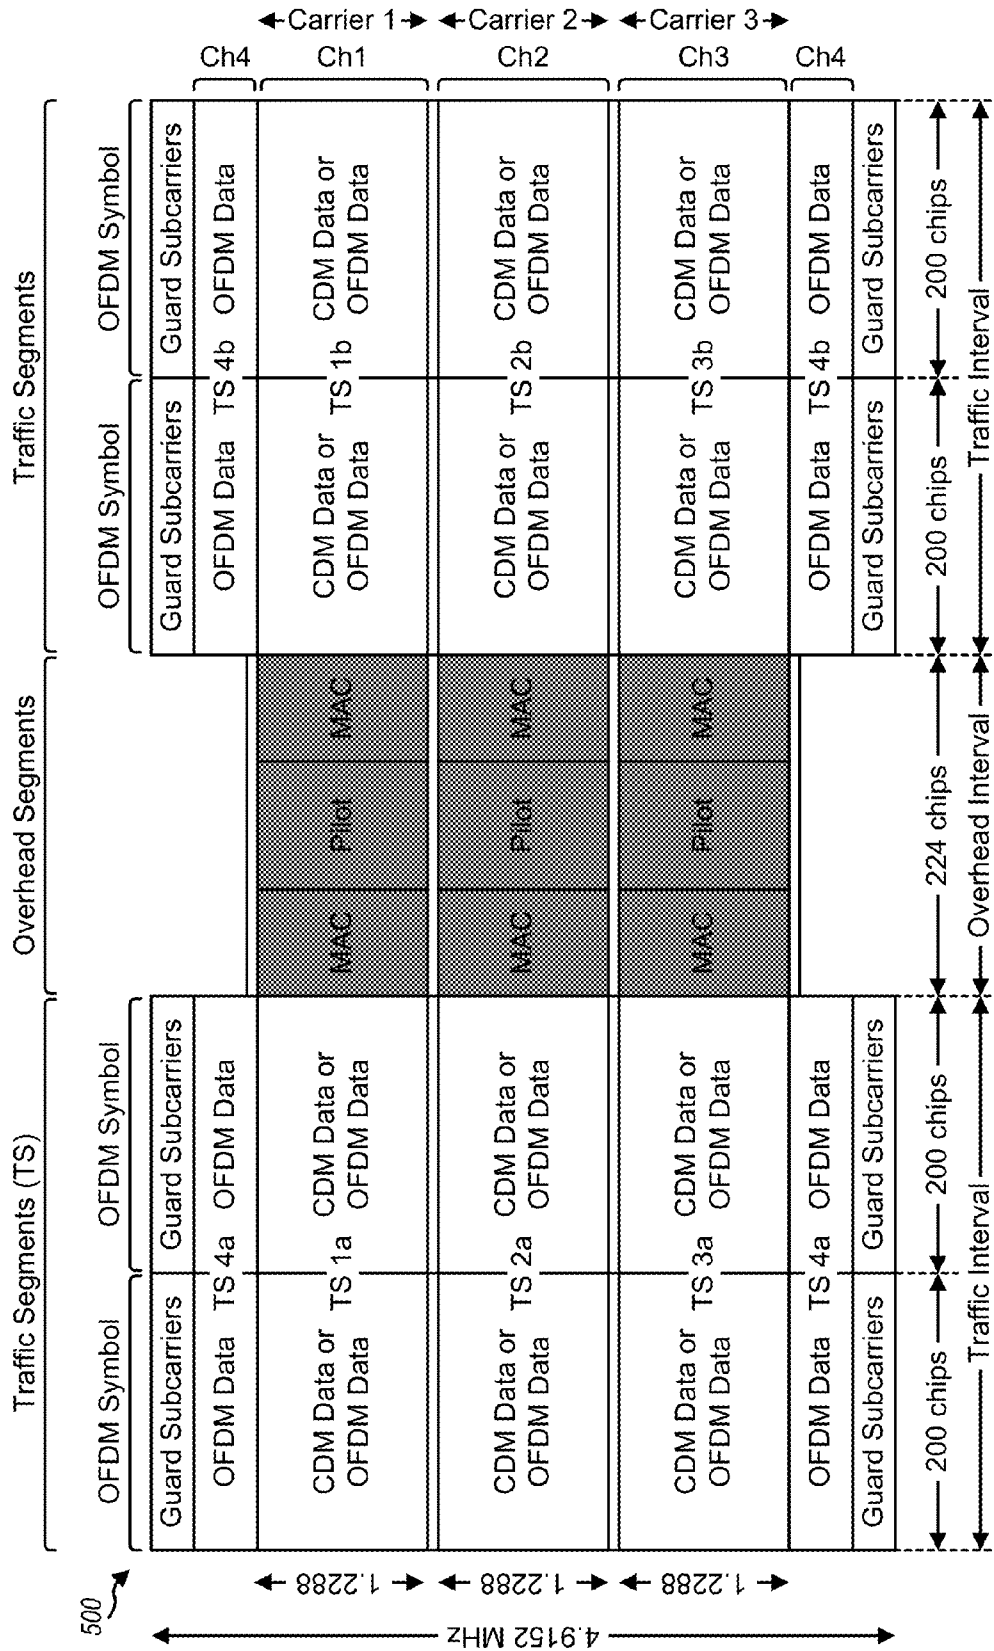 500
Traffic Segments (TS)
Overhead Segments
Traffic Segments
OFDM Symbol
OFDM Symbol
OFDM Symbol
OFDM Symbol
Guard Subcarriers
Guard Subcarriers
Guard Subcarriers
Guard Subcarriers
OFDM Data
TS 4a
OFDM Data
OFDM Data
TS 4b
OFDM Data
Ch4
CDM Data or
OFDM Data
TS 1a
CDM Data or
OFDM Data
MAC
Pilot
MAC
CDM Data or
OFDM Data
TS 1b
CDM Data or
OFDM Data
Ch1
Carrier 1
1.2288
CDM Data or
OFDM Data
TS 2a
CDM Data or
OFDM Data
MAC
Pilot
MAC
CDM Data or
OFDM Data
TS 2b
CDM Data or
OFDM Data
Ch2
Carrier 2
1.2288
CDM Data or
OFDM Data
TS 3a
CDM Data or
OFDM Data
MAC
Pilot
MAC
CDM Data or
OFDM Data
TS 3b
CDM Data or
OFDM Data
Ch3
Carrier 3
1.2288
OFDM Data
TS 4a
OFDM Data
OFDM Data
TS 4b
OFDM Data
Ch4
Guard Subcarriers
Guard Subcarriers
Guard Subcarriers
Guard Subcarriers
4.9152 MHz
200 chips
200 chips
224 chips
200 chips
200 chips
Traffic Interval
Overhead Interval
Traffic Interval